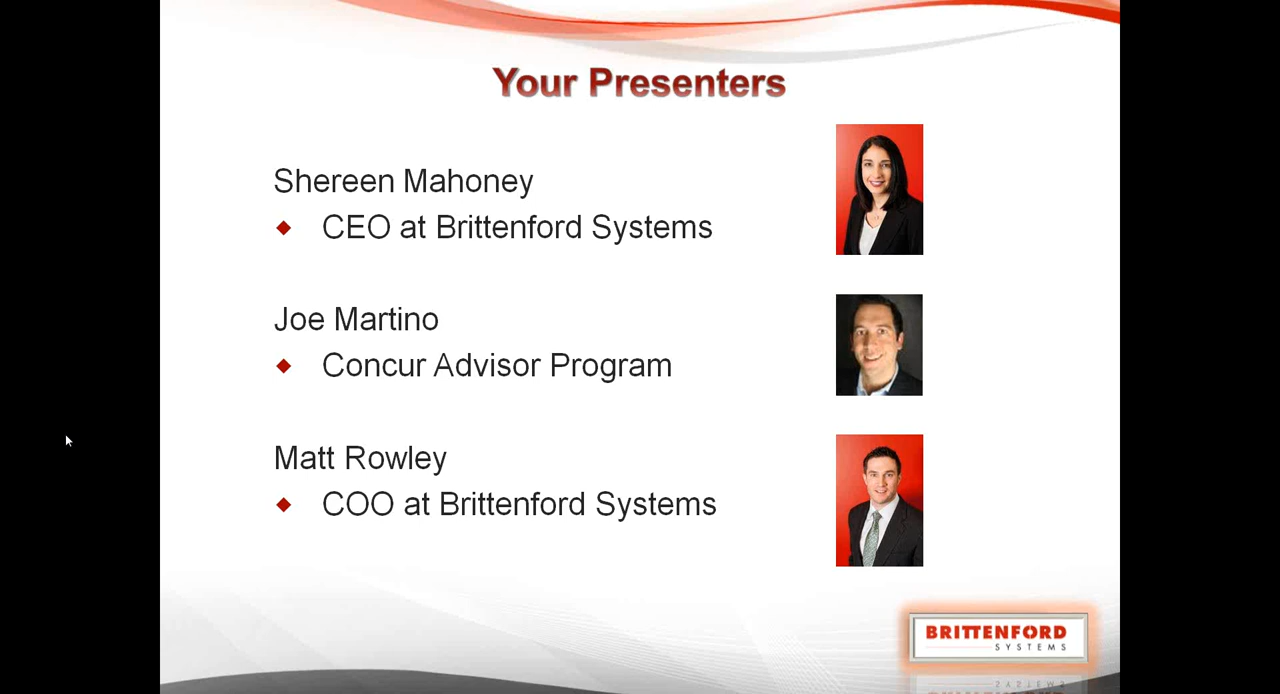 Your Presenters
Shereen Mahoney
CEO at Brittenford Systems
Joe Martino
Concur Advisor Program
Matt Rowley
COO at Brittenford Systems
BRITTENFORD
SYSTEMS